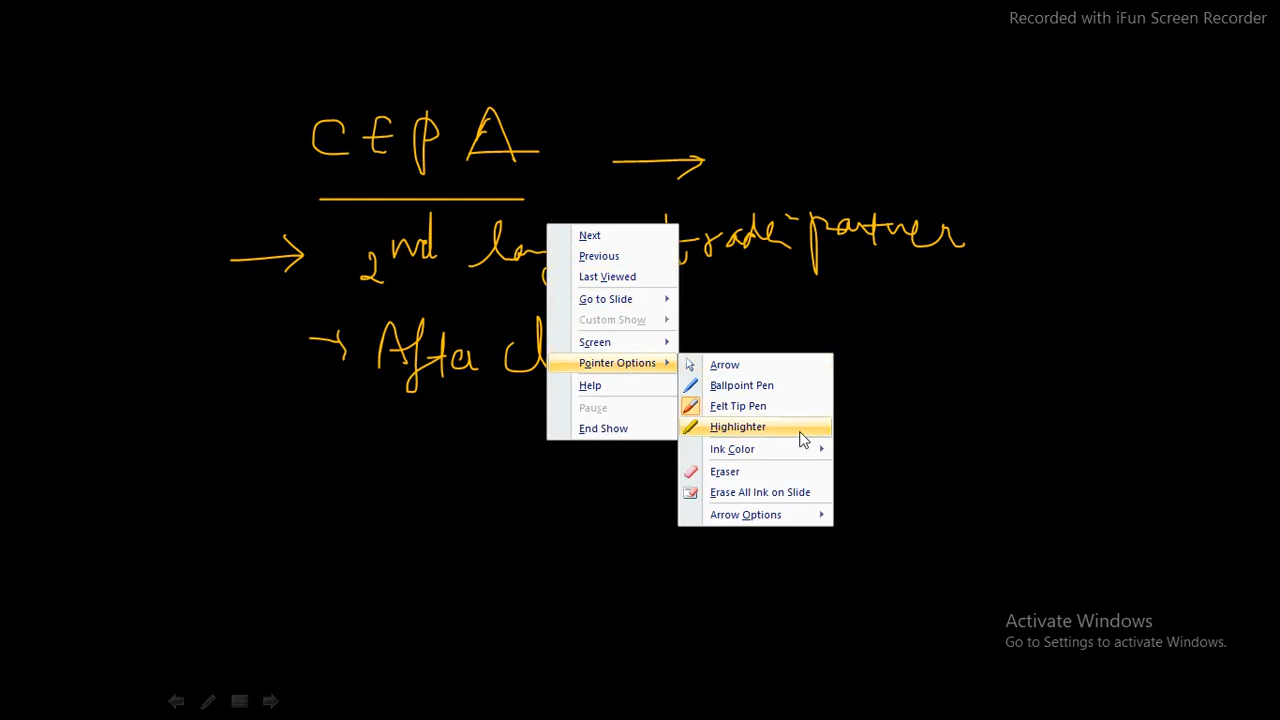 Recorded with iFun Screen Recorder
CEPA →
→ 2nd trade-partner
→ After
Next
Previous
Last Viewed
Go to Slide
Custom Show
Screen
Pointer Options
Help
Pause
End Show
Arrow
Ballpoint Pen
Felt Tip Pen
Highlighter
Ink Color
Eraser
Erase All Ink on Slide
Arrow Options
Activate Windows
Go to Settings to activate Windows.